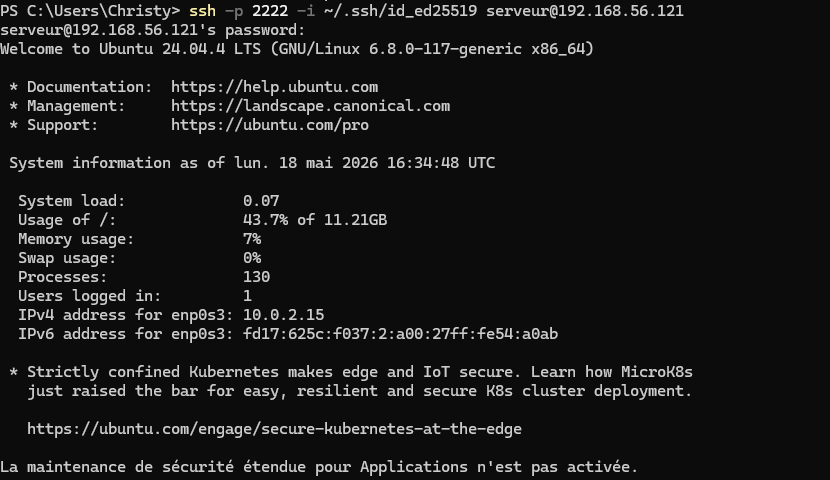 PS C:\Users\Christy> ssh -p 2222 -i ~/.ssh/id_ed25519 serveur@192.168.56.121
serveur@192.168.56.121's password:
Welcome to Ubuntu 24.04.4 LTS (GNU/Linux 6.8.0-117-generic x86_64)
* Documentation: https://help.ubuntu.com
* Management: https://landscape.canonical.com
* Support: https://ubuntu.com/pro
System information as of lun. 18 mai 2026 16:34:48 UTC
System load: 0.07
Usage of /: 43.7% of 11.21GB
Memory usage: 7%
Swap usage: 0%
Processes: 130
Users logged in: 1
IPv4 address for enp0s3: 10.0.2.15
IPv6 address for enp0s3: fd17:625c:f037:2:a00:27ff:fe54:a0ab
* Strictly confined Kubernetes makes edge and IoT secure. Learn how MicroK8s
just raised the bar for easy, resilient and secure K8s cluster deployment.
https://ubuntu.com/engage/secure-kubernetes-at-the-edge
La maintenance de sécurité étendue pour Applications n'est pas activée.